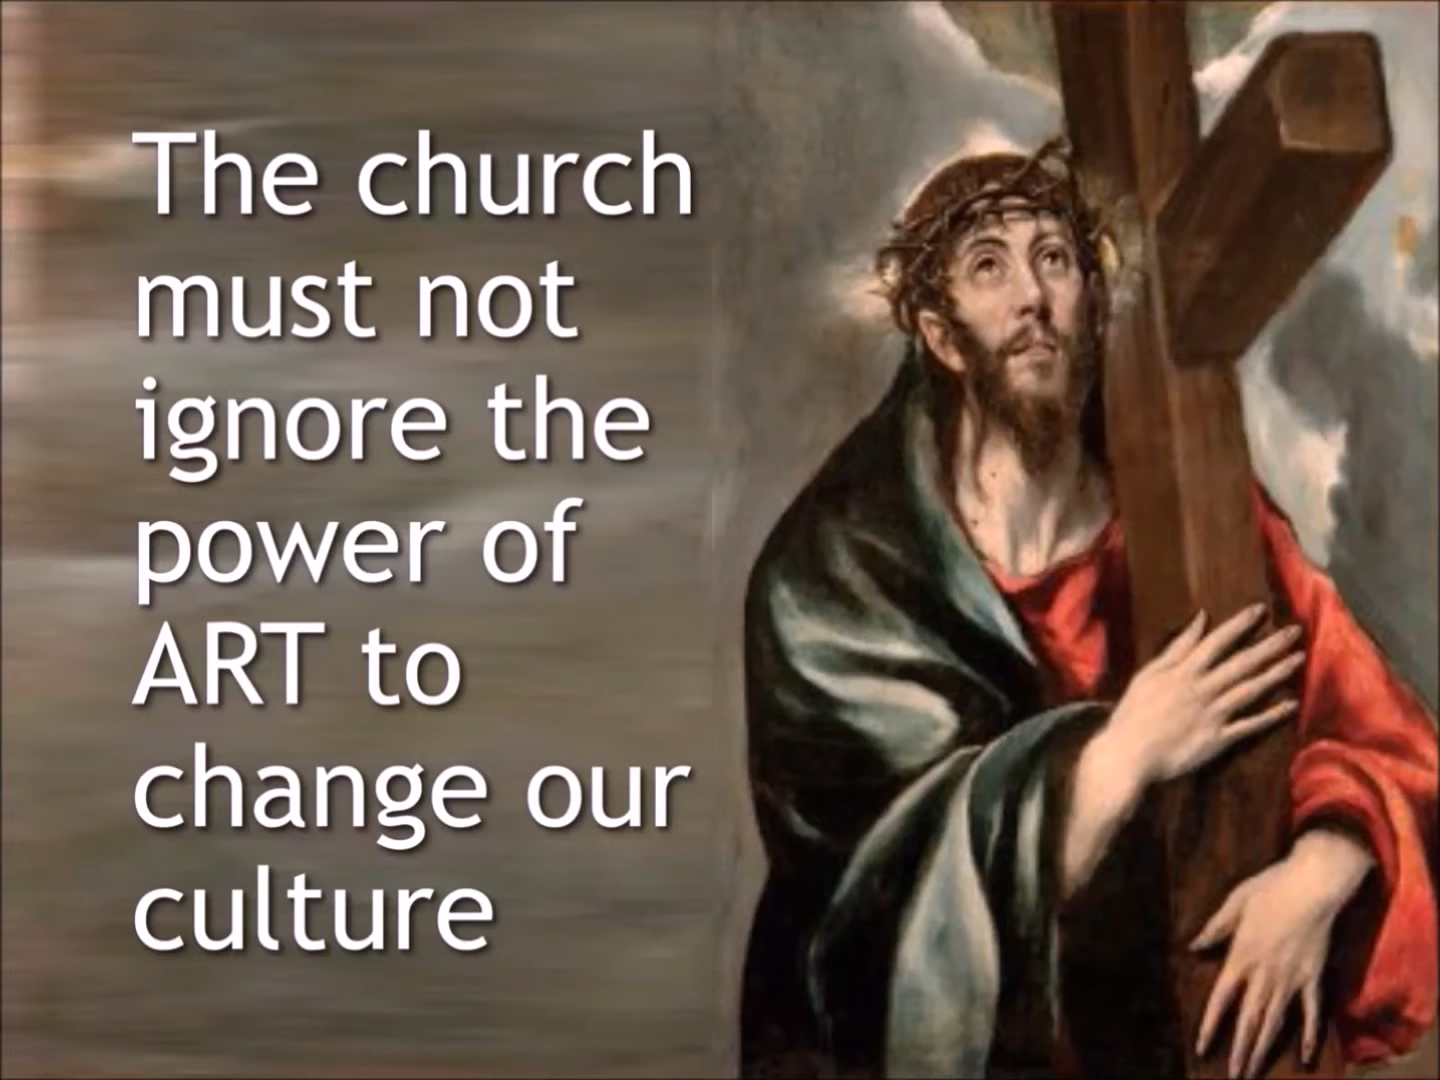 The church
must not
ignore the
power of
ART to
change our
culture